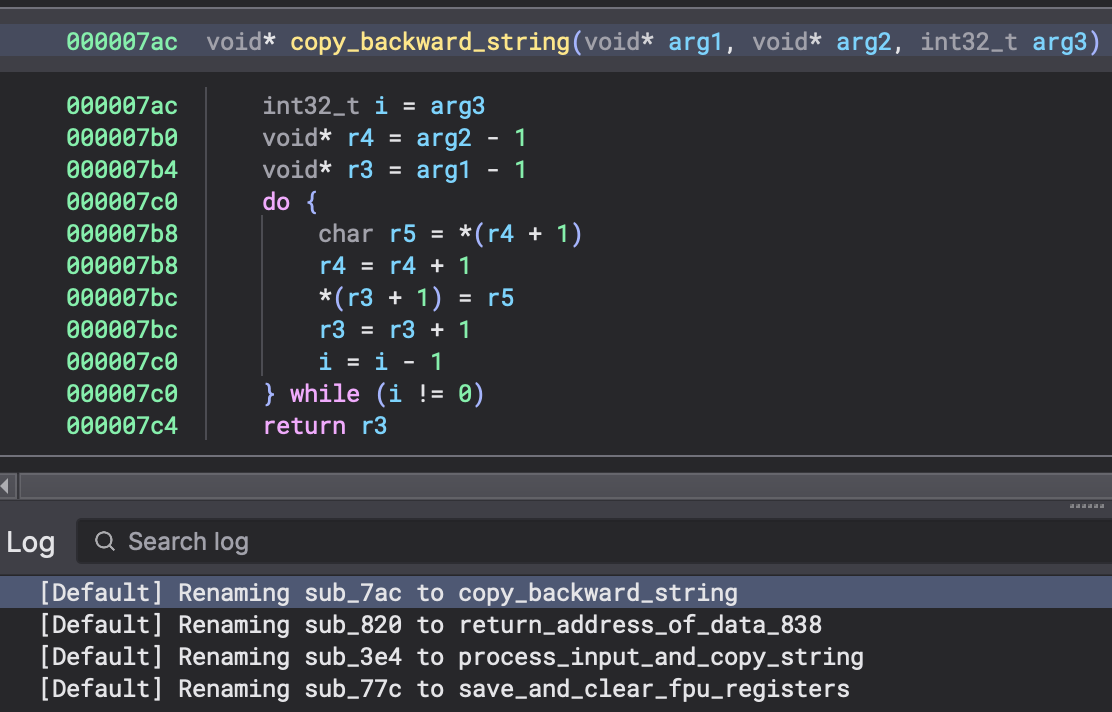 000007ac void* copy_backward_string(void* arg1, void* arg2, int32_t arg3)
000007ac int32_t i = arg3
000007b0 void* r4 = arg2 - 1
000007b4 void* r3 = arg1 - 1
000007c0 do {
000007b8 char r5 = *(r4 + 1)
000007b8 r4 = r4 + 1
000007bc *(r3 + 1) = r5
000007bc r3 = r3 + 1
000007c0 i = i - 1
000007c0 } while (i != 0)
000007c4 return r3
Log Search log
[Default] Renaming sub_7ac to copy_backward_string
[Default] Renaming sub_820 to return_address_of_data_838
[Default] Renaming sub_3e4 to process_input_and_copy_string
[Default] Renaming sub_77c to save_and_clear_fpu_registers